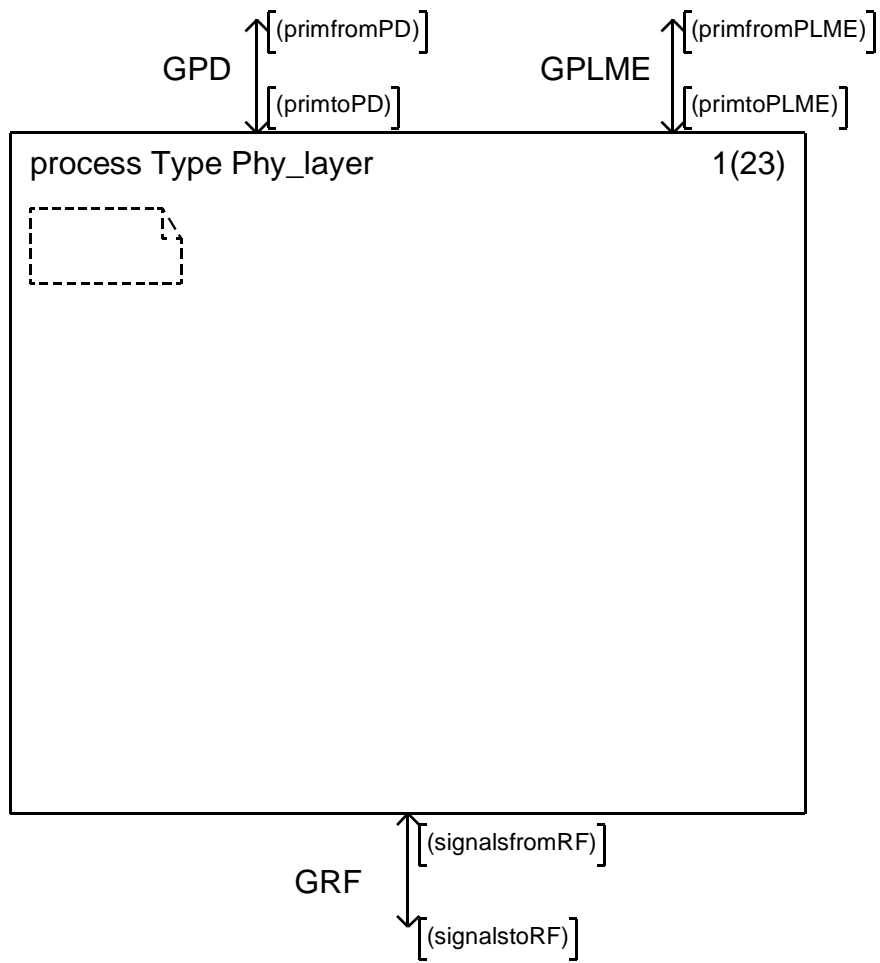 [(primfromPD)]
[(primfromPLME)]
GPD
GPLME
[(primtoPD)]
[(primtoPLME)]
process Type Phy_layer
1(23)
[(signalsfromRF)]
GRF
[(signalstoRF)]